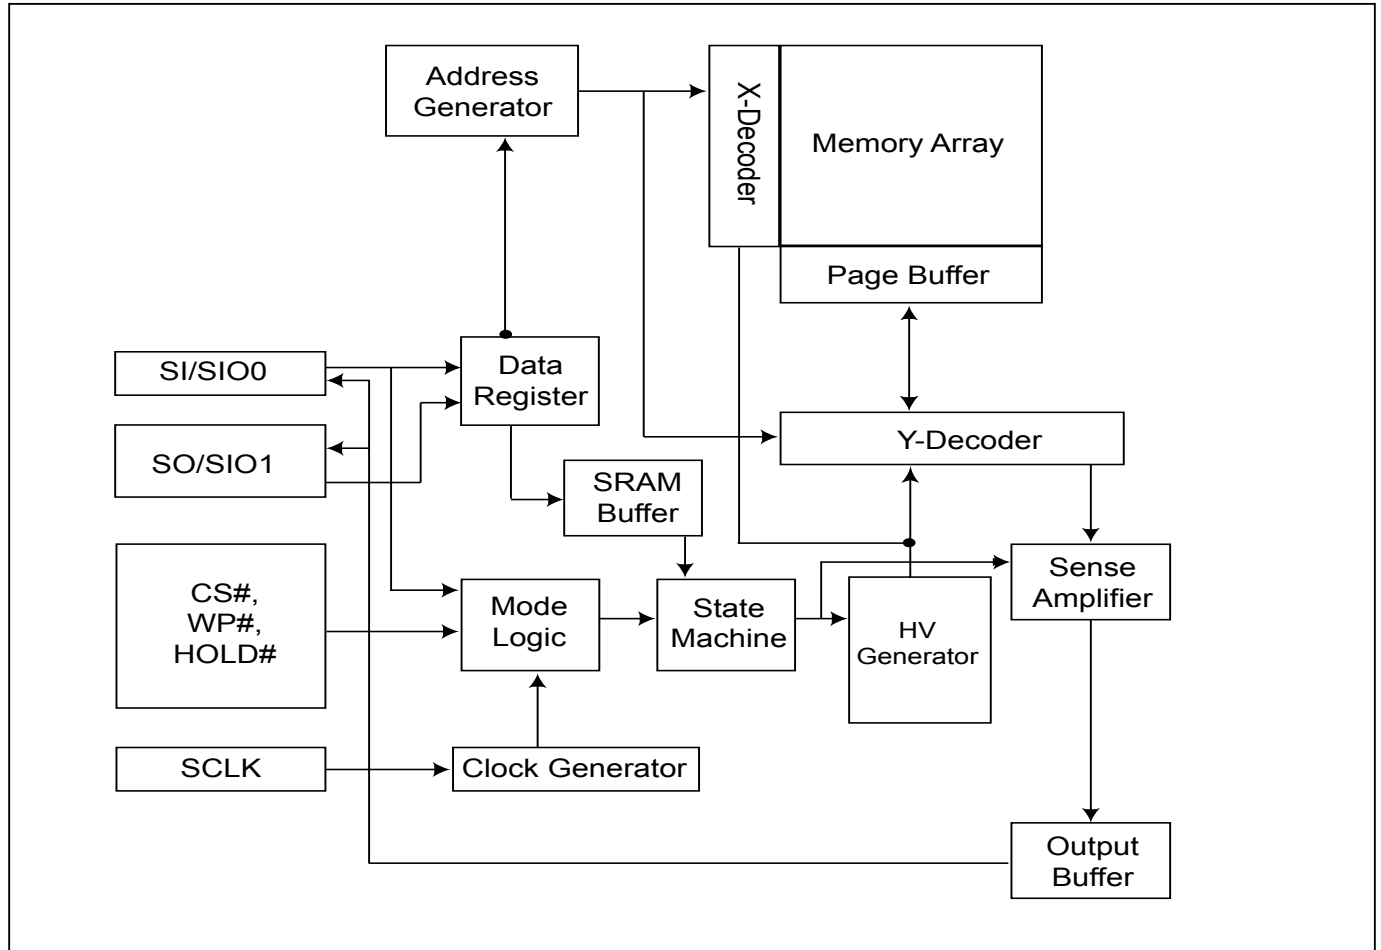 Address
Generator
X-Decoder
Memory Array
Page Buffer
SI/SIO0
Data
Register
SO/SIO1
Y-Decoder
SRAM
Buffer
CS#,
WP#,
HOLD#
Mode
Logic
State
Machine
HV
Generator
Sense
Amplifier
SCLK
Clock Generator
Output
Buffer